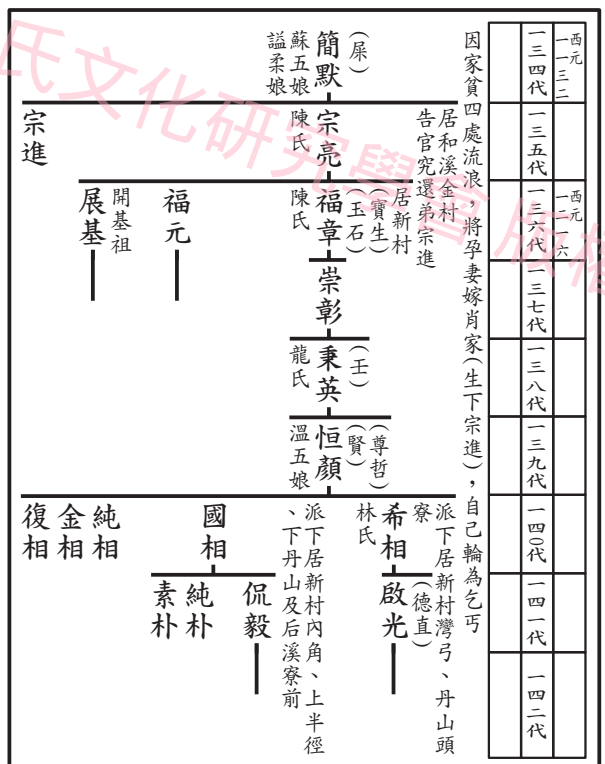 西元一一三二
一三四代
一三五代
西元一二一六
一三六代
一三七代
一三八代
一三九代
一四〇代
一四一代
一四二代
因家貧四處流浪，將孕妻嫁肖家(生下宗進)，自己輪為乞丐
(屎)
簡默
蘇五娘
謚柔娘
居和溪金村
告官究還弟宗進
宗亮
陳氏
宗進
居新村
(寶生)
(玉石)
福章
陳氏
福元
開基祖
展基
崇彰
(壬)
秉英
龍氏
(尊哲)
(賢)
恒顏
溫五娘
派下居新村灣弓、丹山頭
寮
希相
林氏
派下居新村內角、上半徑
、下丹山及后溪寮前
國相
純相
金相
復相
(德直)
啟光
侃毅
純朴
素朴
氏文化研究學會 版權